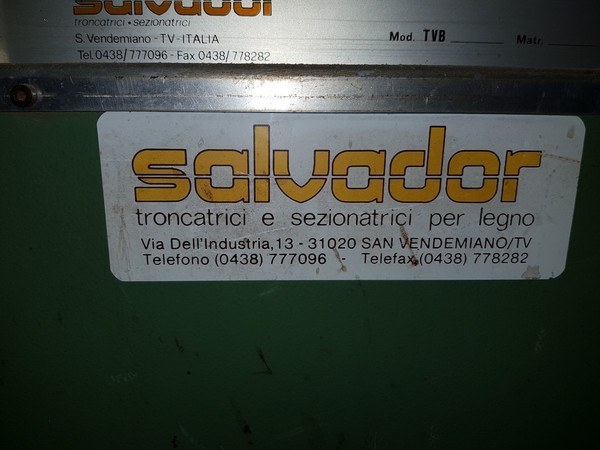 salvador
troncatrici • sezionatrici
S. Vendemiano - TV - ITALIA
Tel. 0438/777096 - Fax 0438/778282
Mod. TVB Matr.
salvador
troncatrici e sezionatrici per legno
Via Dell'Industria,13 - 31020 SAN VENDEMIANO/TV
Telefono (0438) 777096 - Telefax (0438) 778282